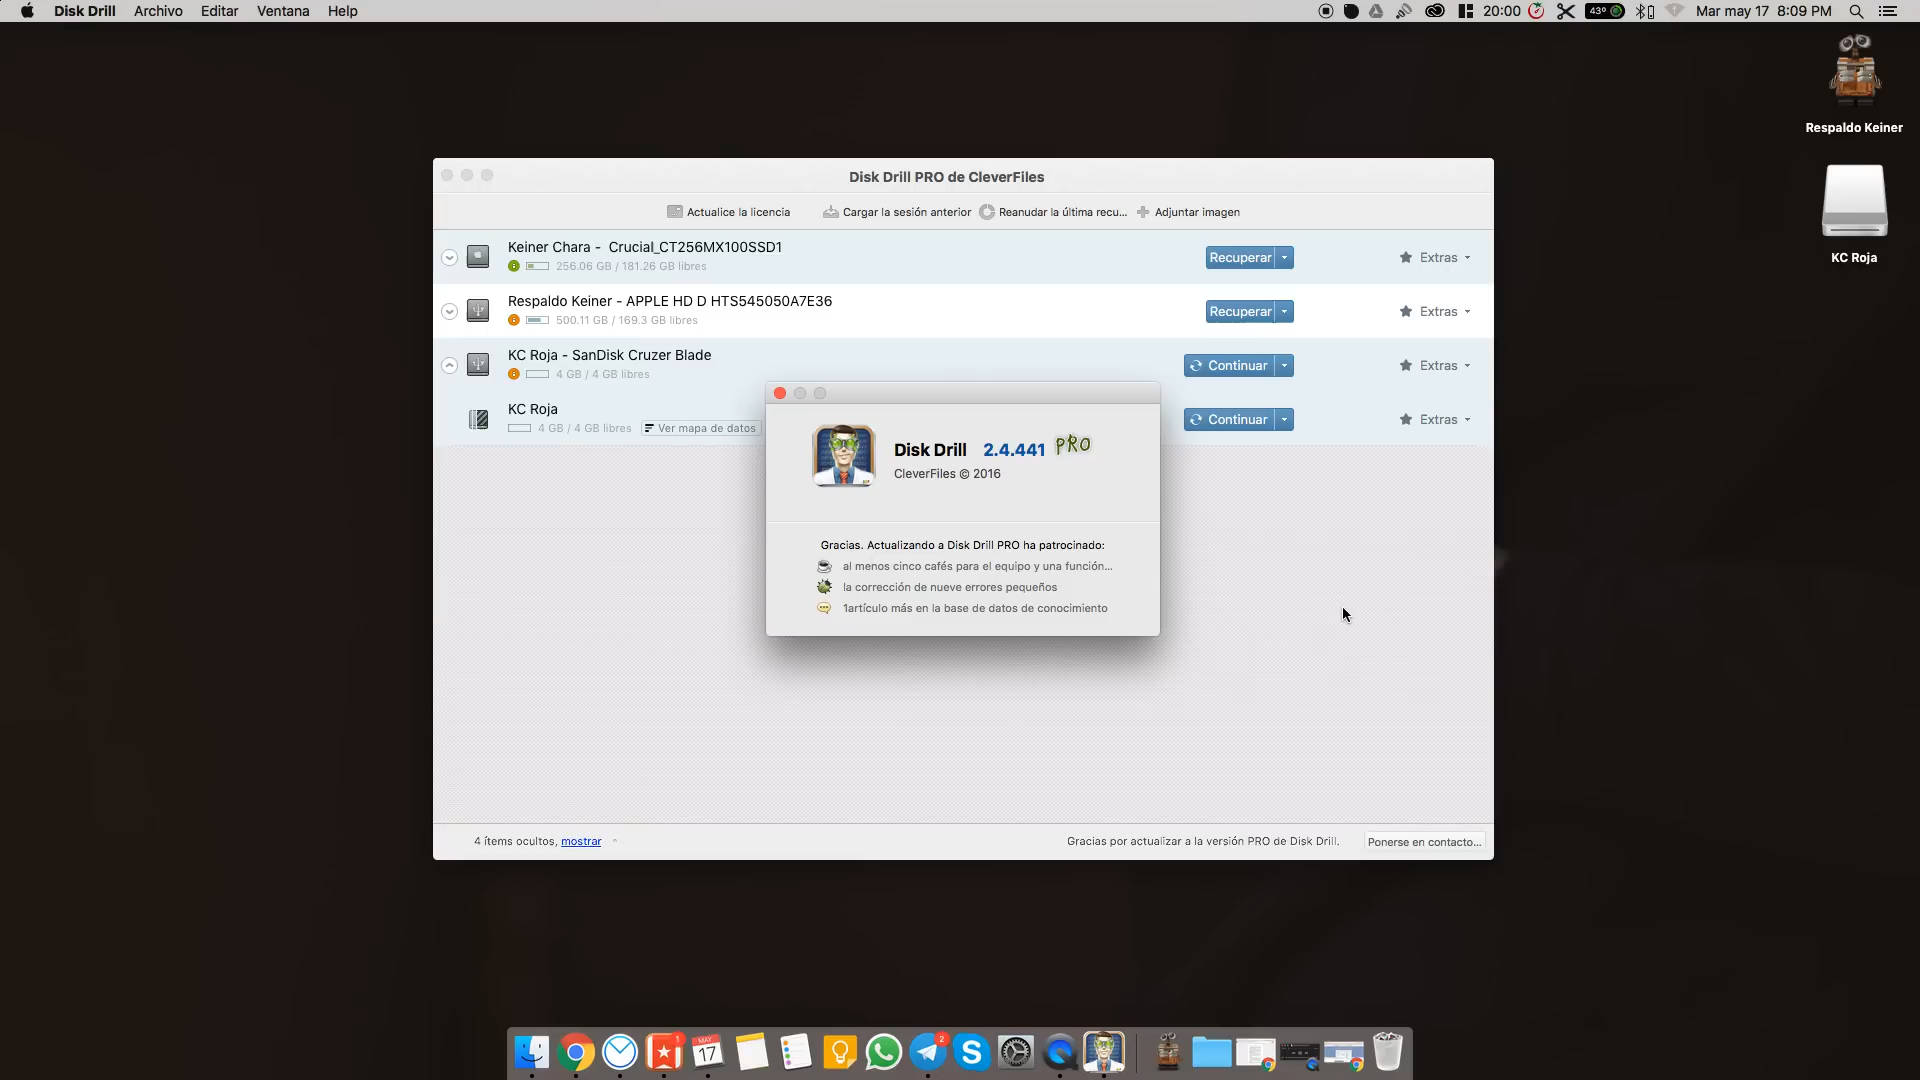 Disk Drill Archivo Editar Ventana Help 20:00 43º Mar may 17 8:09 PM
Respaldo Keiner
KC Roja
Disk Drill PRO de CleverFiles
Actualice la licencia Cargar la sesión anterior Reanudar la última recu... Adjuntar imagen
Keiner Chara - Crucial_CT256MX100SSD1
256.06 GB / 181.26 GB libres
Recuperar Extras
Respaldo Keiner - APPLE HD D HTS545050A7E36
500.11 GB / 169.3 GB libres
Recuperar Extras
KC Roja - SanDisk Cruzer Blade
4 GB / 4 GB libres
Continuar Extras
KC Roja
4 GB / 4 GB libres Ver mapa de datos
Continuar Extras
Disk Drill 2.4.441 PRO
CleverFiles © 2016
Gracias. Actualizando a Disk Drill PRO ha patrocinado:
al menos cinco cafés para el equipo y una función...
la corrección de nueve errores pequeños
1artículo más en la base de datos de conocimiento
4 ítems ocultos, mostrar
Gracias por actualizar a la versión PRO de Disk Drill. Ponerse en contacto...
1
MAY
17
2